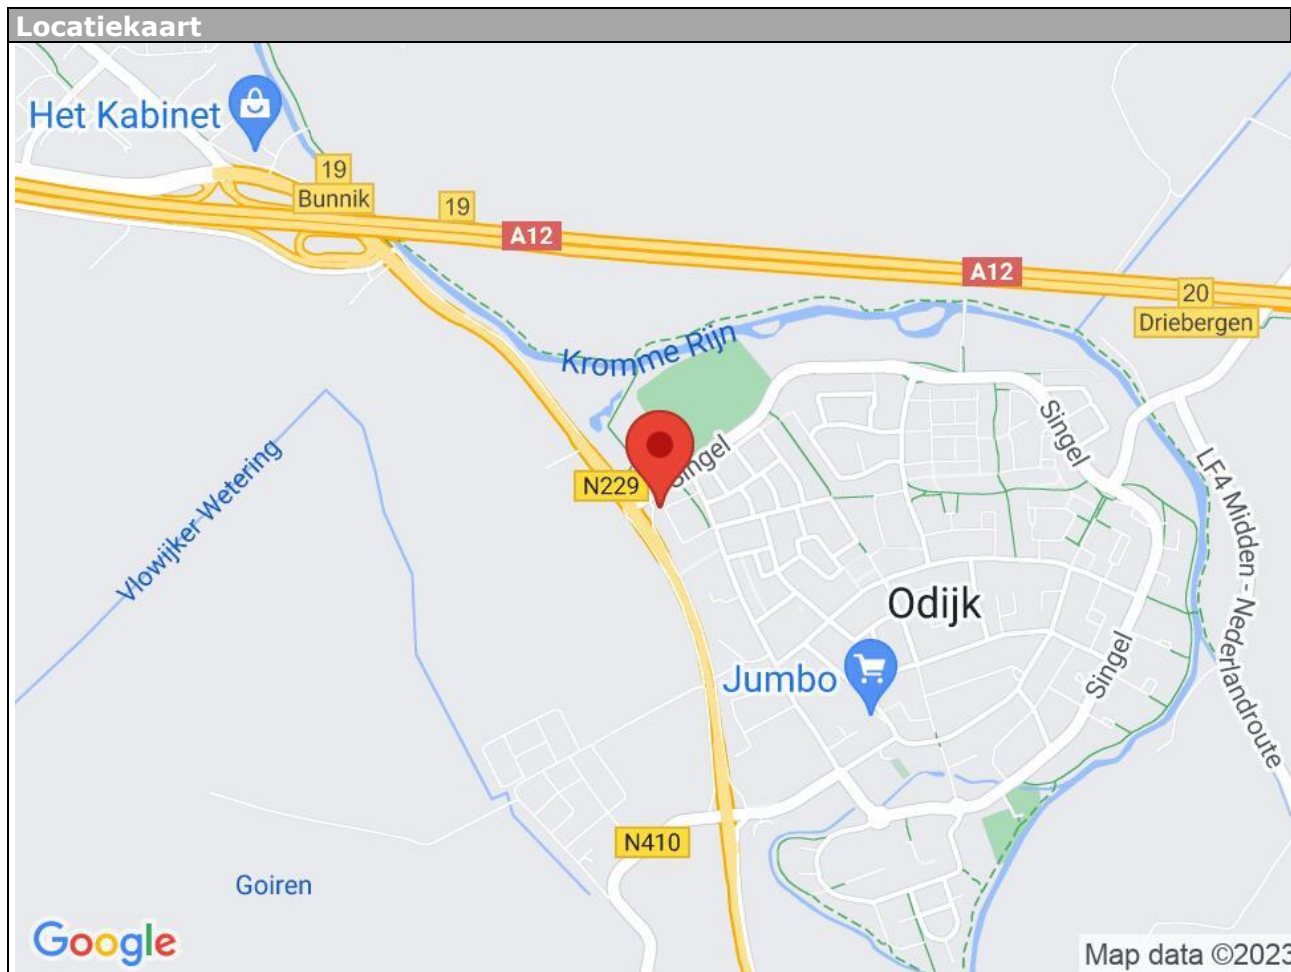 Locatiekaart
Het Kabinet
19
Bunnik
19
A12
A12
20
Driebergen
Kromme Rijn
Singel
Singel
N229
Vlowijker Wetering
LF4 Midden - Nederlandroute
Odijk
Jumbo
Singel
N410
Goiren
Google
Map data ©2023